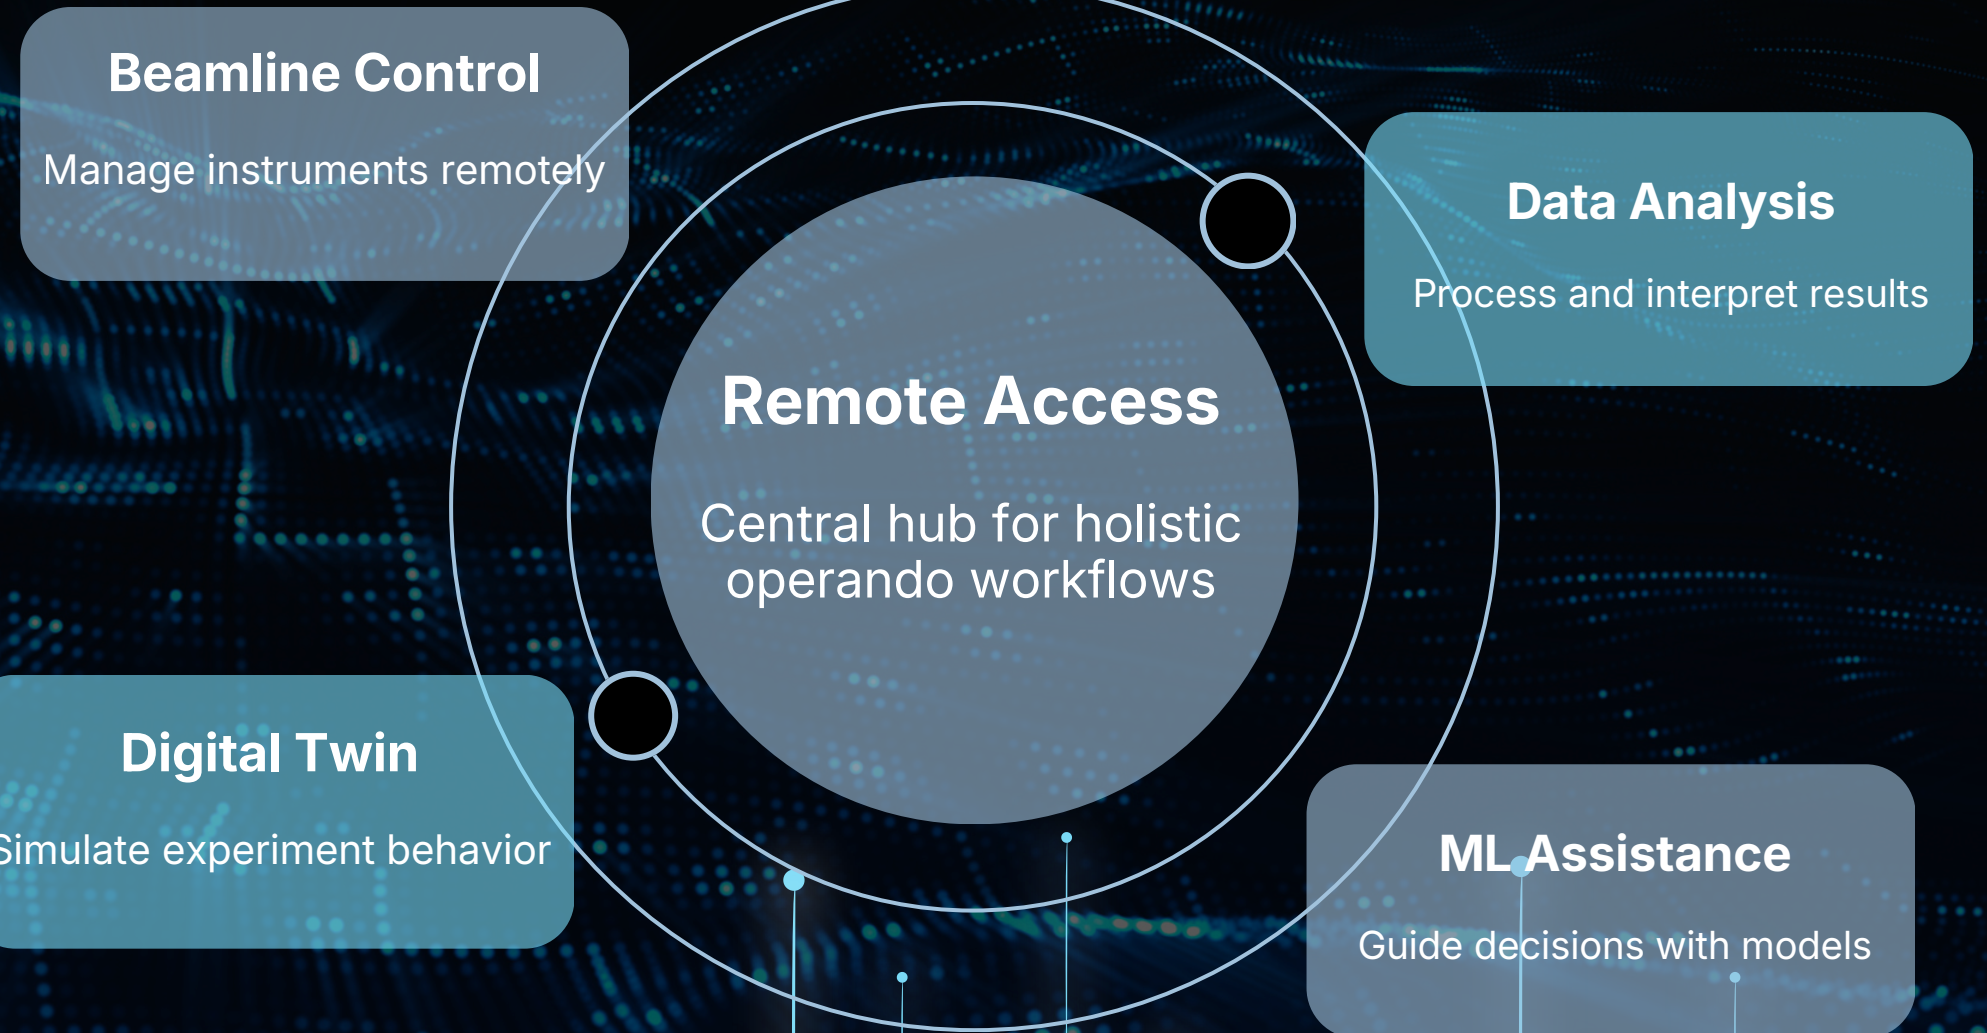 Beamline Control
Manage instruments remotely
Data Analysis
Process and interpret results
Remote Access
Central hub for holistic
operando workflows
Digital Twin
Simulate experiment behavior
ML Assistance
Guide decisions with models